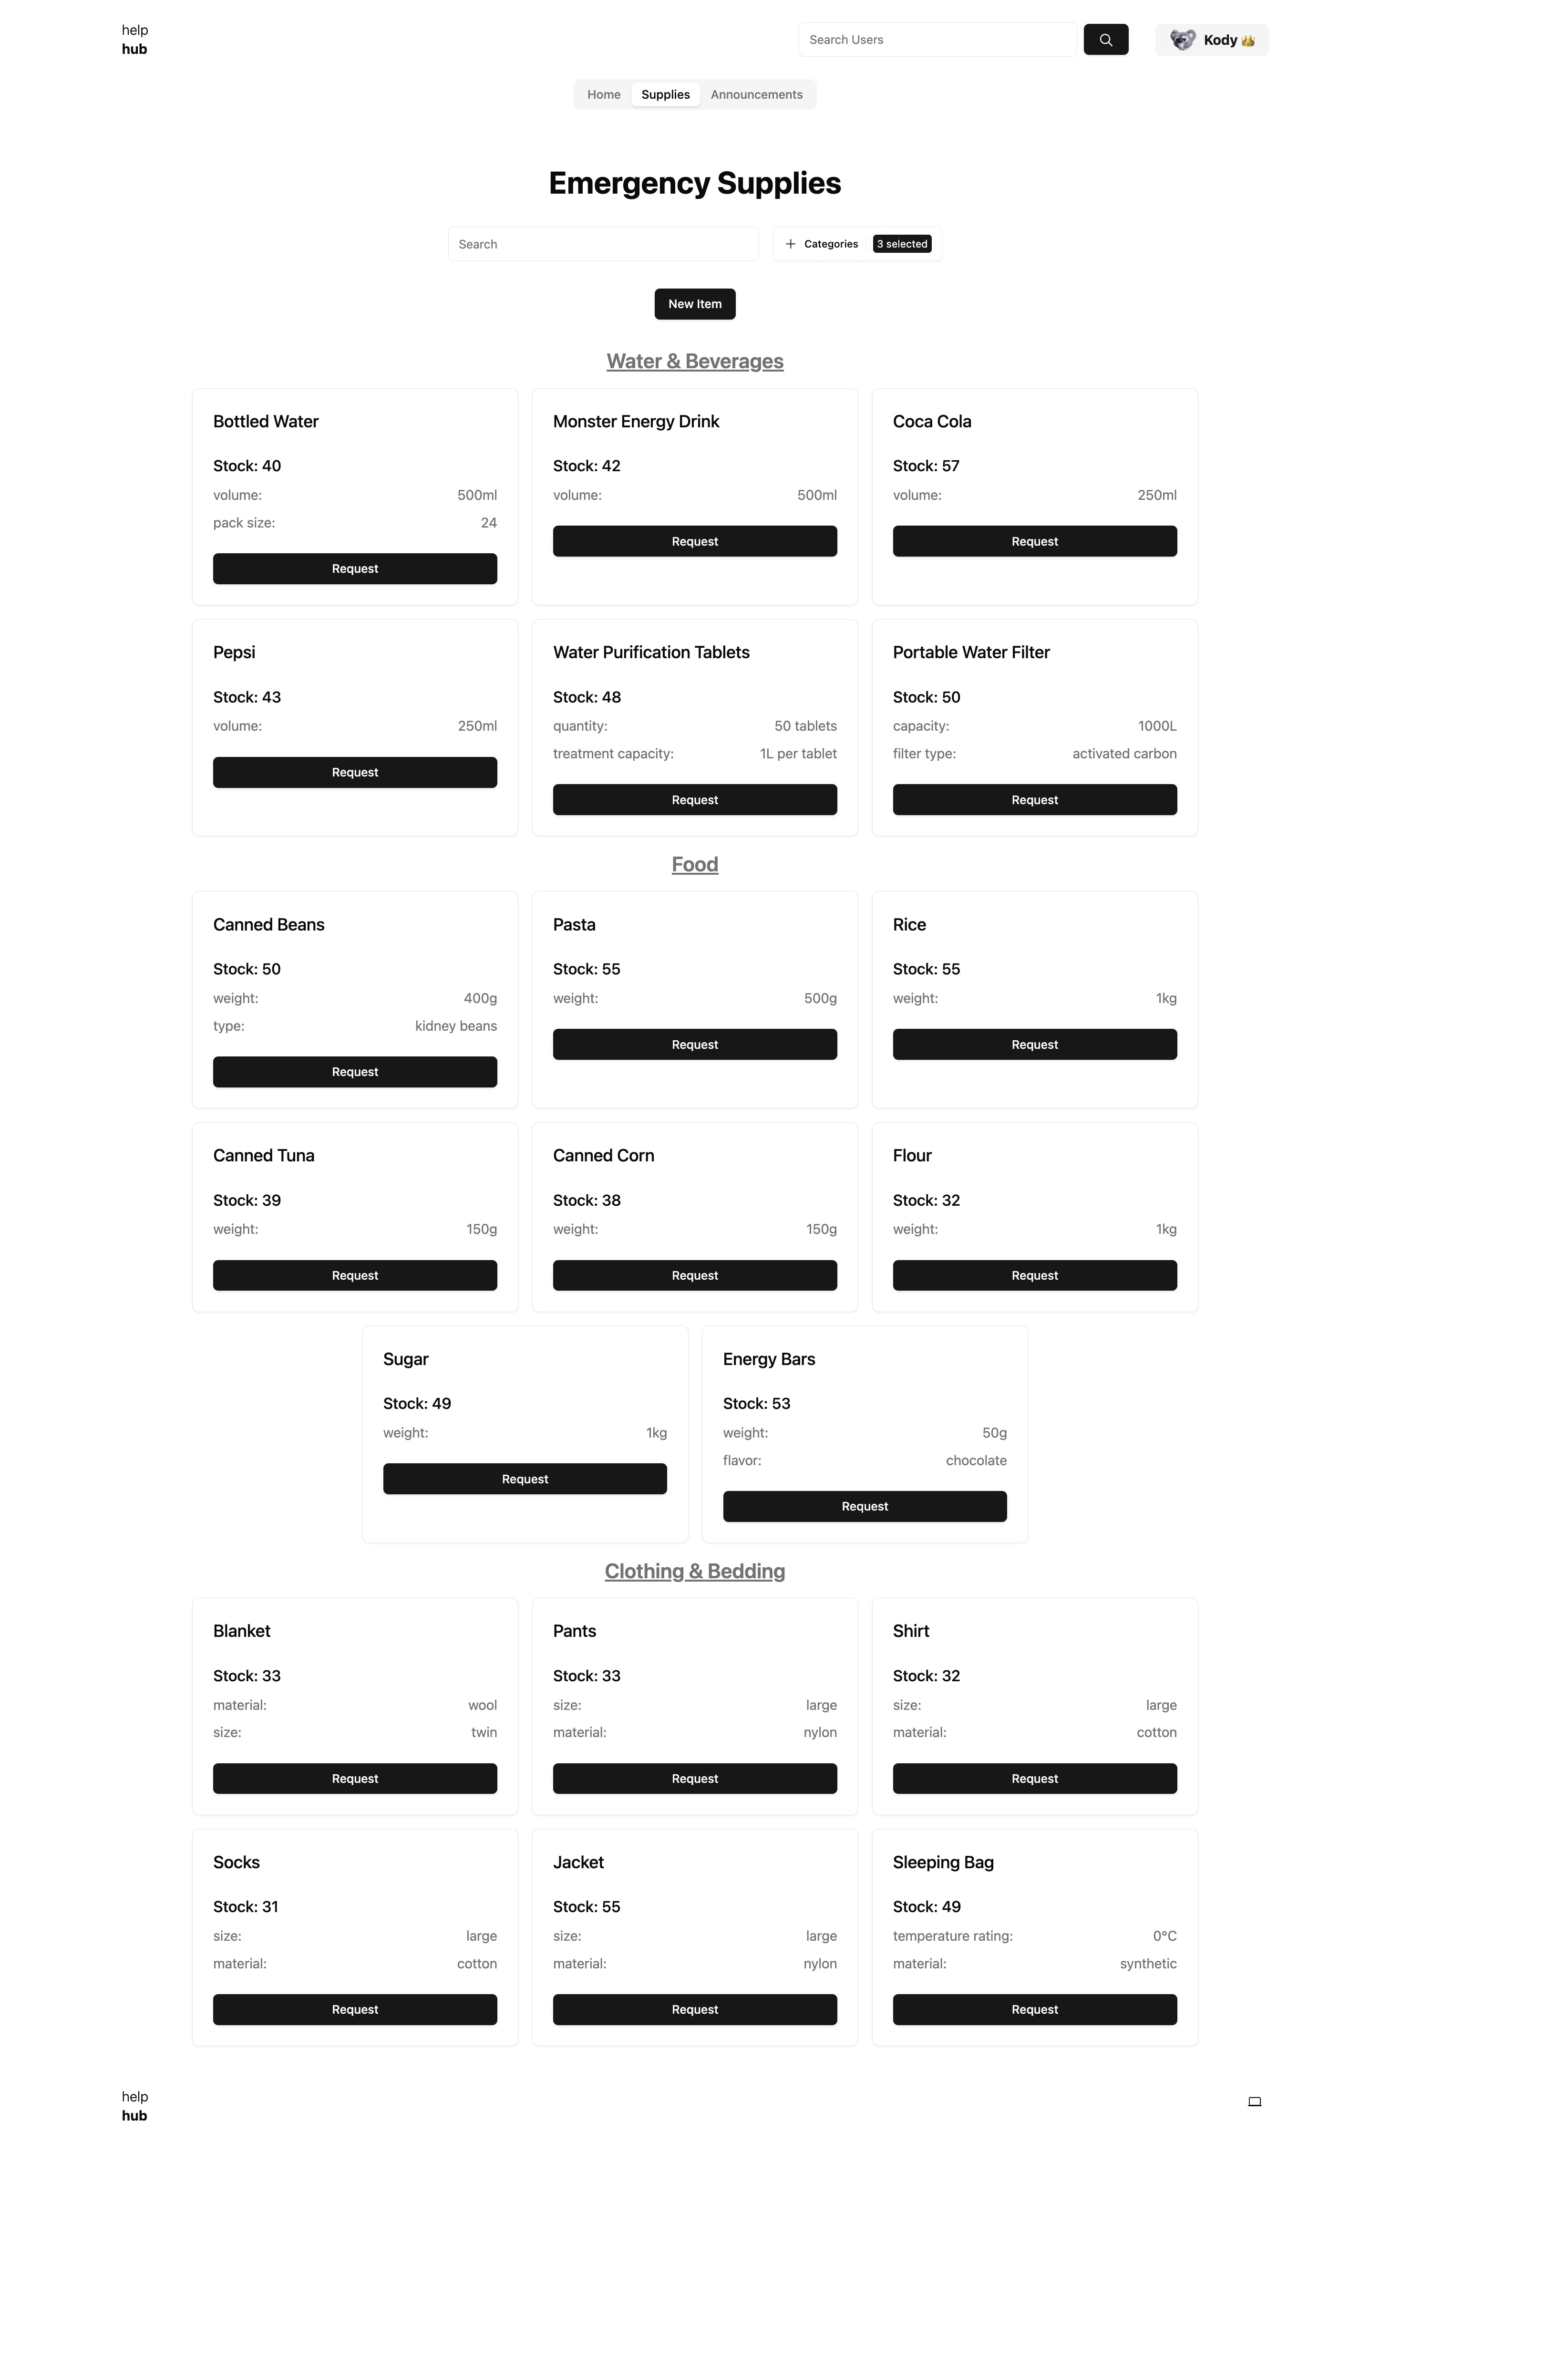 help
hub
Search Users
Kody 👑
Home Supplies Announcements
Emergency Supplies
Search
Categories 3 selected
New Item
Water & Beverages
Bottled Water
Stock: 40
volume: 500ml
pack size: 24
Request
Monster Energy Drink
Stock: 42
volume: 500ml
Request
Coca Cola
Stock: 57
volume: 250ml
Request
Pepsi
Stock: 43
volume: 250ml
Request
Water Purification Tablets
Stock: 48
quantity: 50 tablets
treatment capacity: 1L per tablet
Request
Portable Water Filter
Stock: 50
capacity: 1000L
filter type: activated carbon
Request
Food
Canned Beans
Stock: 50
weight: 400g
type: kidney beans
Request
Pasta
Stock: 55
weight: 500g
Request
Rice
Stock: 55
weight: 1kg
Request
Canned Tuna
Stock: 39
weight: 150g
Request
Canned Corn
Stock: 38
weight: 150g
Request
Flour
Stock: 32
weight: 1kg
Request
Sugar
Stock: 49
weight: 1kg
Request
Energy Bars
Stock: 53
weight: 50g
flavor: chocolate
Request
Clothing & Bedding
Blanket
Stock: 33
material: wool
size: twin
Request
Pants
Stock: 33
size: large
material: nylon
Request
Shirt
Stock: 32
size: large
material: cotton
Request
Socks
Stock: 31
size: large
material: cotton
Request
Jacket
Stock: 55
size: large
material: nylon
Request
Sleeping Bag
Stock: 49
temperature rating: 0°C
material: synthetic
Request
help
hub